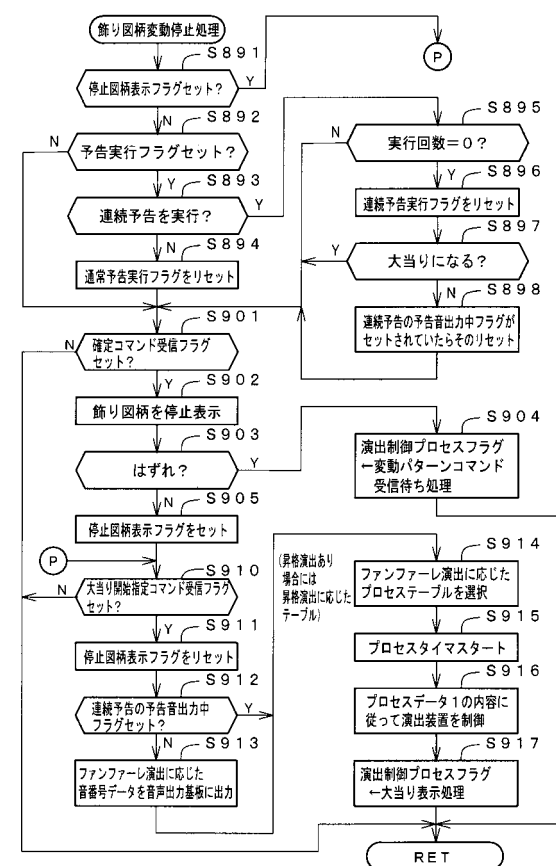 飾り図柄変動停止処理
S891
停止図柄表示フラグセット？
Y
P
N
S892
予告実行フラグセット？
N
Y
S893
連続予告を実行？
Y
N
S894
通常予告実行フラグをリセット
S895
実行回数＝0？
N
Y
S896
連続予告実行フラグをリセット
S897
大当りになる？
Y
N
S898
連続予告の予告音出力中フラグが
セットされていたらそのリセット
S901
確定コマンド受信フラグ
セット？
N
Y
S902
飾り図柄を停止表示
S903
はずれ？
Y
N
S904
演出制御プロセスフラグ
←変動パターンコマンド
受信待ち処理
S905
停止図柄表示フラグをセット
P
S910
大当り開始指定コマンド受信フラグ
セット？
N
Y
S911
停止図柄表示フラグをリセット
S912
連続予告の予告音出力中
フラグセット？
Y
N
S913
ファンファーレ演出に応じた
音番号データを音声出力基板に出力
(昇格演出あり
場合には
昇格演出に応じた
テーブル)
S914
ファンファーレ演出に応じた
プロセステーブルを選択
S915
プロセスタイマスタート
S916
プロセスデータ1の内容に
従って演出装置を制御
S917
演出制御プロセスフラグ
←大当り表示処理
RET